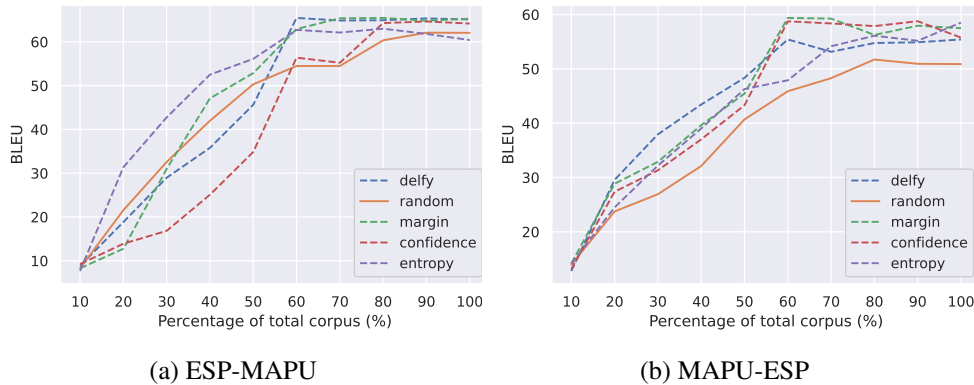 BLEU
60
50
40
30
20
10
10 20 30 40 50 60 70 80 90 100
Percentage of total corpus (%)
delfy
random
margin
confidence
entropy
(a) ESP-MAPU
BLEU
60
50
40
30
20
10 20 30 40 50 60 70 80 90 100
Percentage of total corpus (%)
delfy
random
margin
confidence
entropy
(b) MAPU-ESP